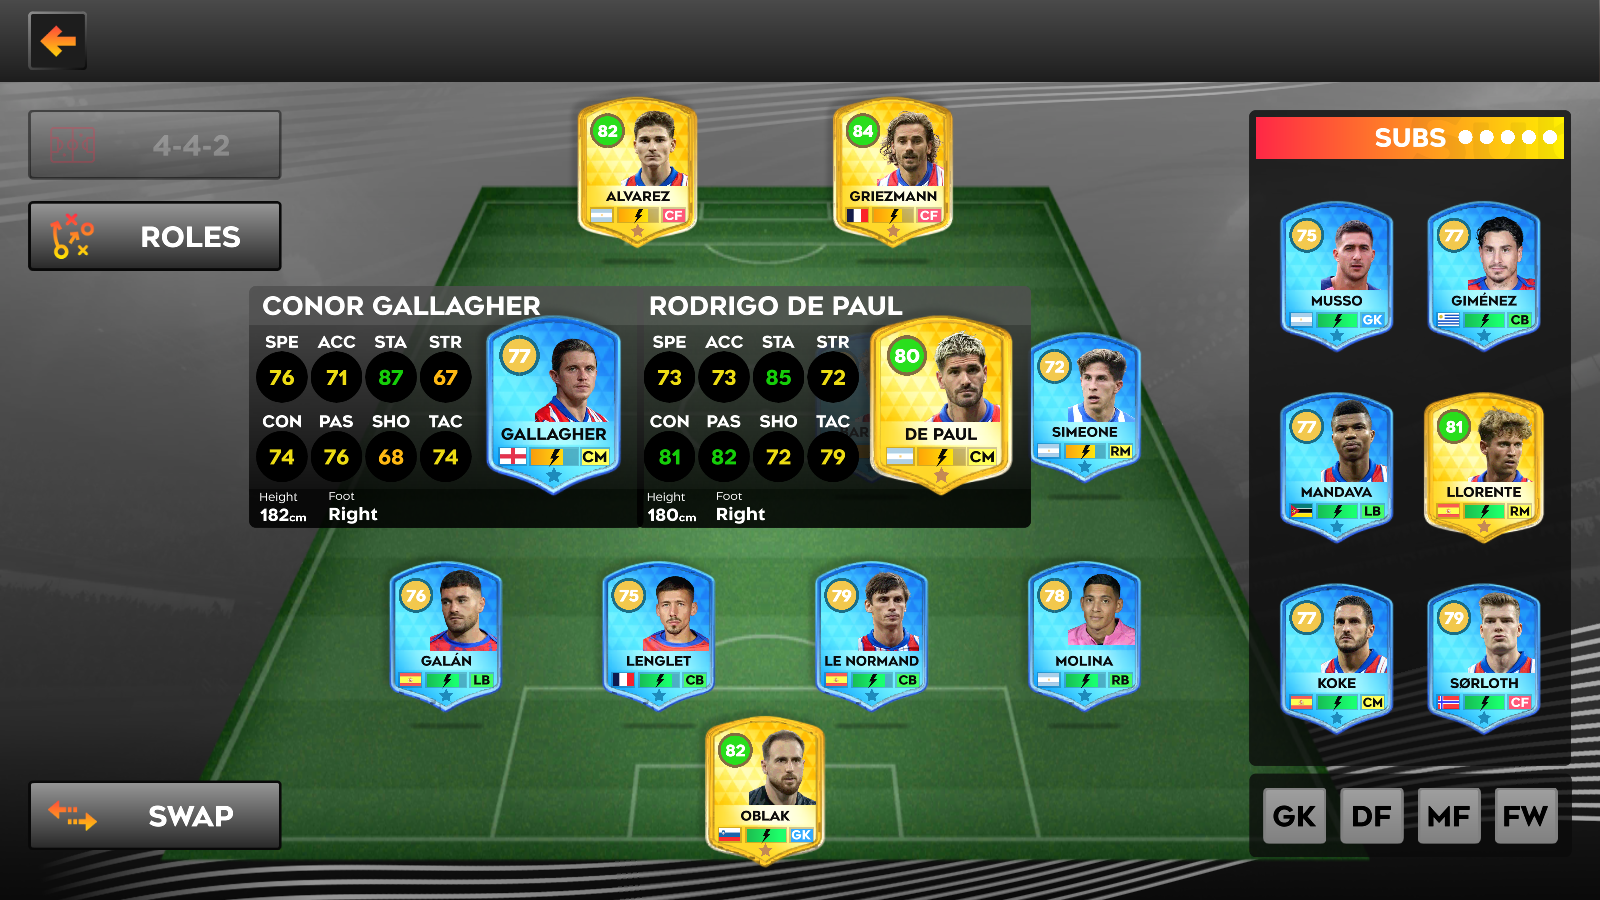 4-4-2
ROLES
SWAP
82
ALVAREZ
CF
84
GRIEZMANN
CF
CONOR GALLAGHER
SPE ACC STA STR
76 71 87 67
CON PAS SHO TAC
74 76 68 74
Height Foot
182cm Right
77
GALLAGHER
CM
RODRIGO DE PAUL
SPE ACC STA STR
73 73 85 72
CON PAS SHO TAC
81 82 72 79
Height Foot
180cm Right
80
DE PAUL
CM
72
SIMEONE
RM
76
GALÁN
LB
75
LENGLET
CB
79
LE NORMAND
CB
78
MOLINA
RB
82
OBLAK
GK
SUBS
75
MUSSO
GK
77
GIMÉNEZ
CB
77
MANDAVA
LB
81
LLORENTE
RM
77
KOKE
CM
79
SØRLOTH
CF
GK DF MF FW